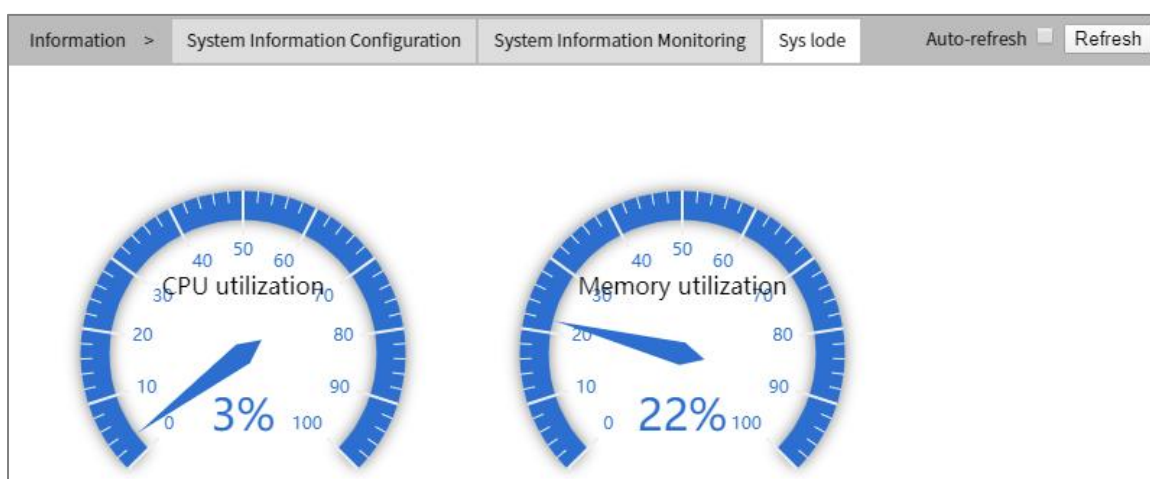 Information > System Information Configuration System Information Monitoring Sys lode Auto-refresh Refresh
50 50
40 60 40 60
CPU utilization Memory utilization
30 70 30 70
20 80 20 80
10 90 10 90
3% 22%
0 100 0 100